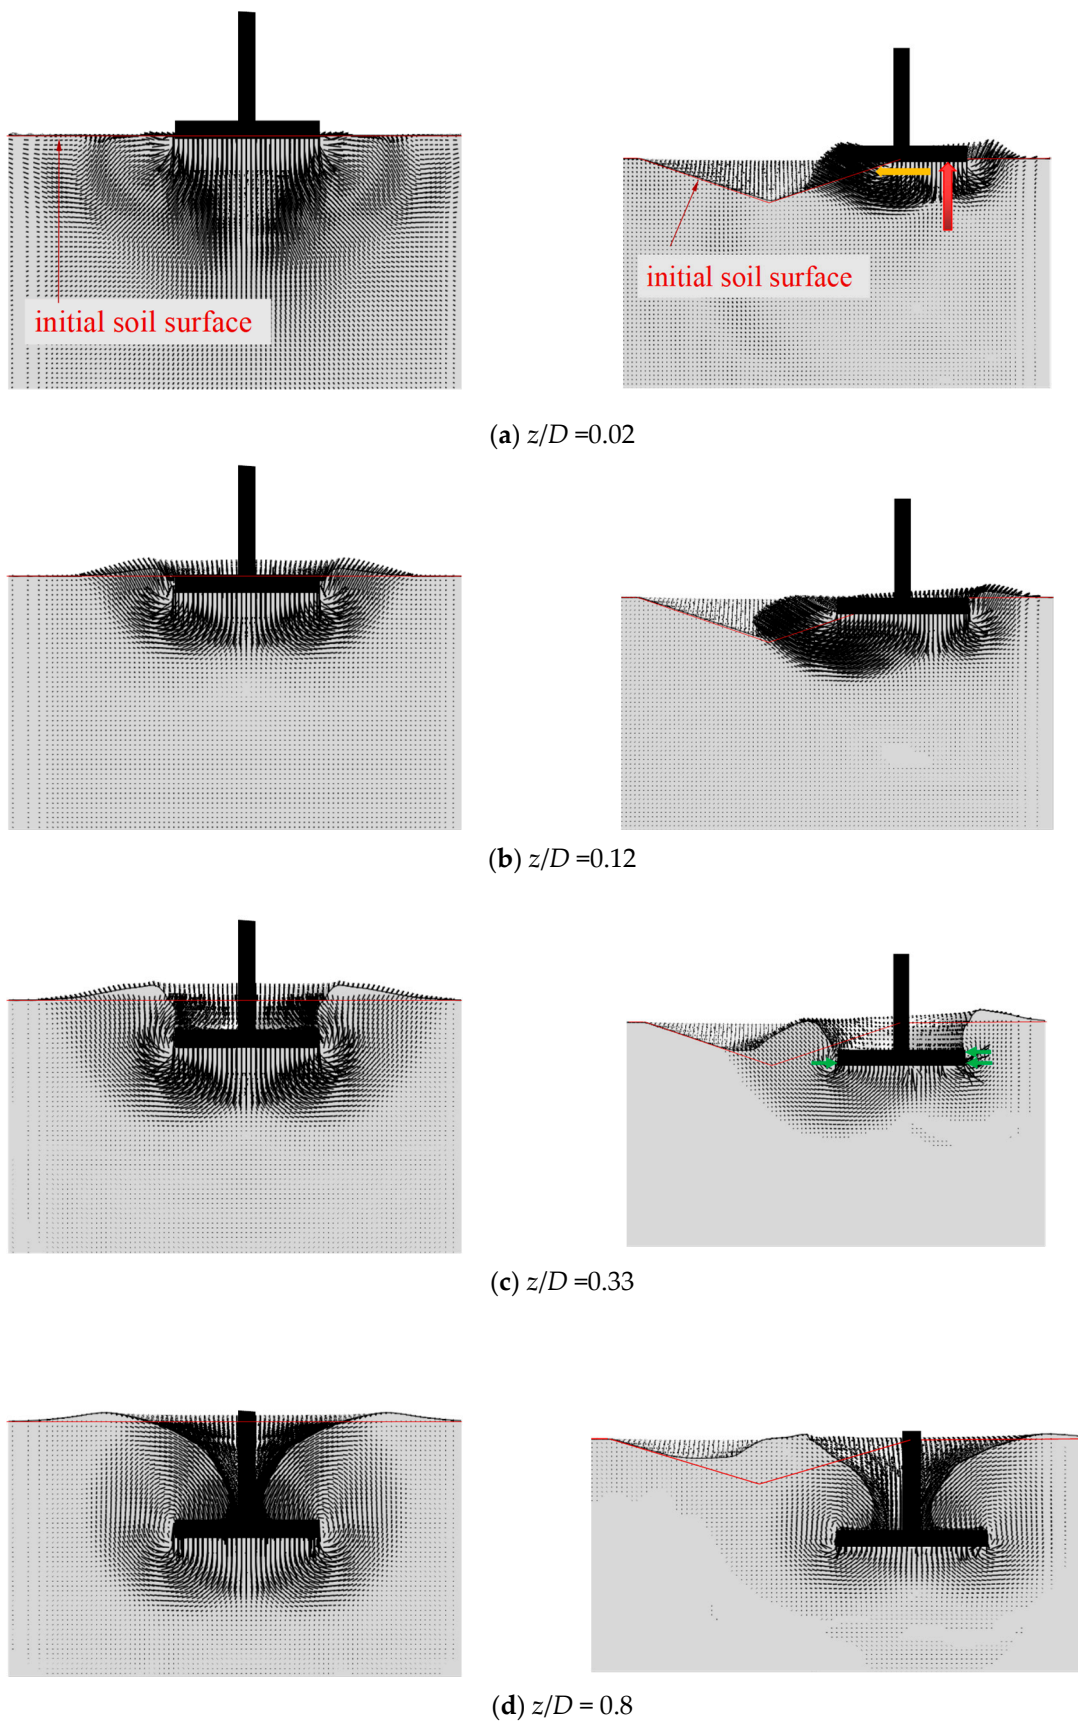 initial soil surface
initial soil surface
(a) z/D =0.02
(b) z/D =0.12
(c) z/D =0.33
(d) z/D = 0.8